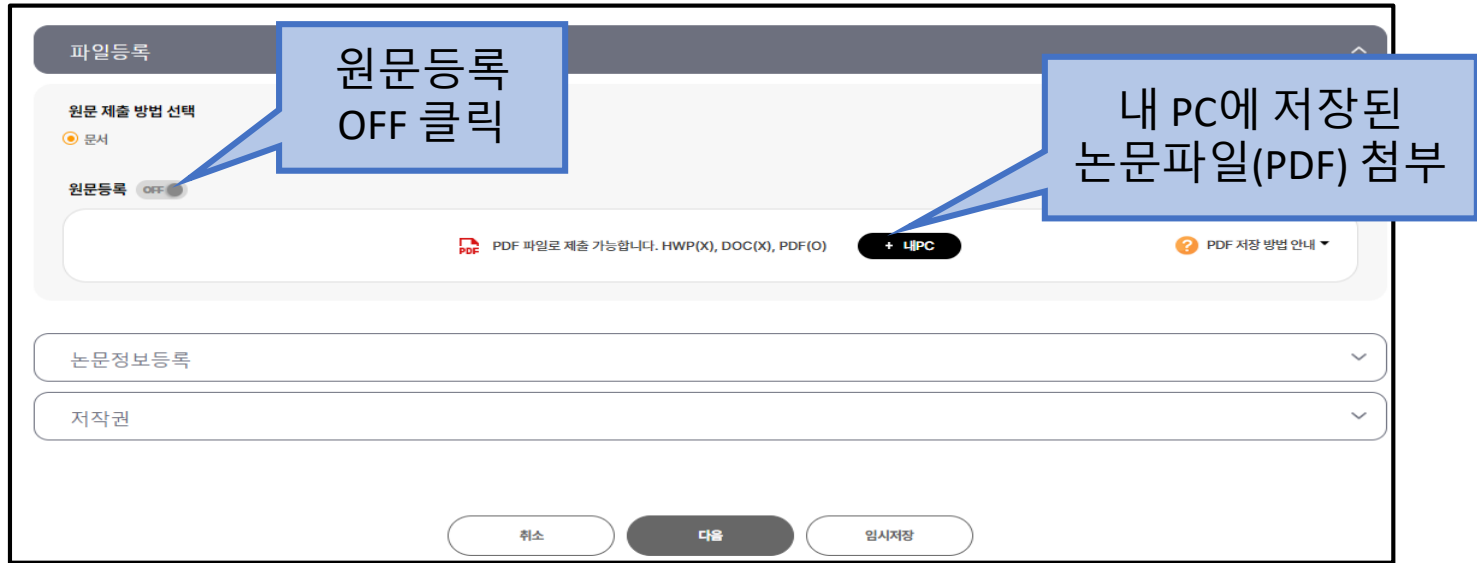 파일등록
원문등록
OFF 클릭
내 PC에 저장된
논문파일(PDF) 첨부
원문 제출 방법 선택
문서
원문등록 OFF
PDF PDF 파일로 제출 가능합니다. HWP(X), DOC(X), PDF(O) + 내PC ? PDF 저장 방법 안내
논문정보등록
저작권
취소 다음 임시저장